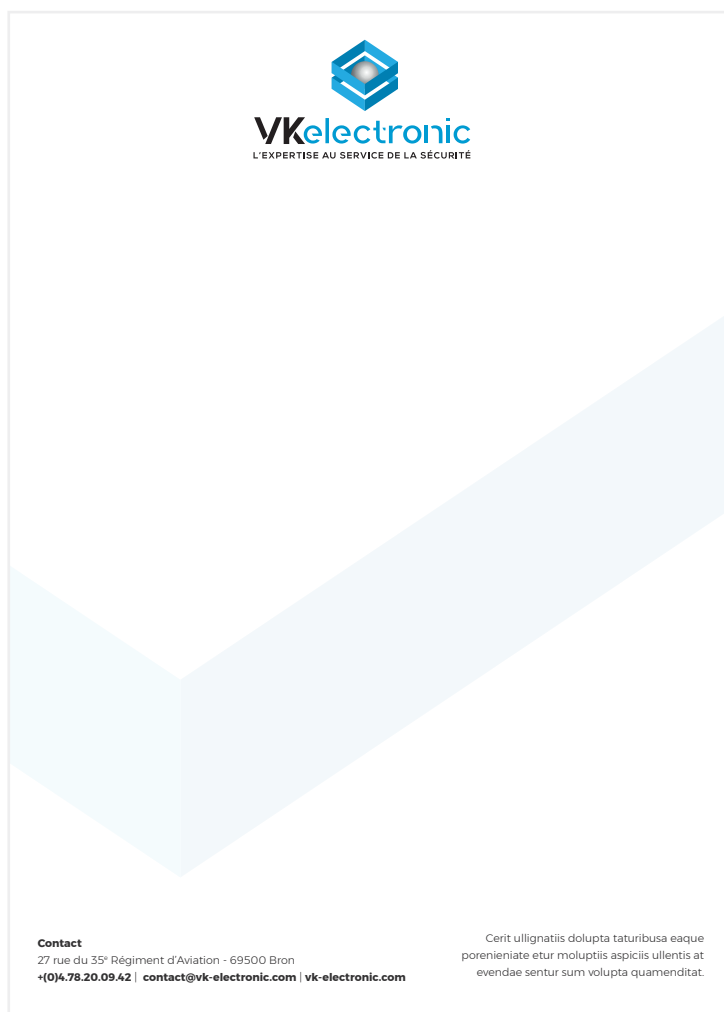 VKelectronic
L'EXPERTISE AU SERVICE DE LA SÉCURITÉ
Contact
27 rue du 35e Régiment d'Aviation - 69500 Bron
+(0)4.78.20.09.42 | contact@vk-electronic.com | vk-electronic.com
Cerit ullignatiis dolupta taturibusa eaque
porenieniate etur moluptiis aspiciis ullentis at
evendae sentur sum volupta quamenditat.